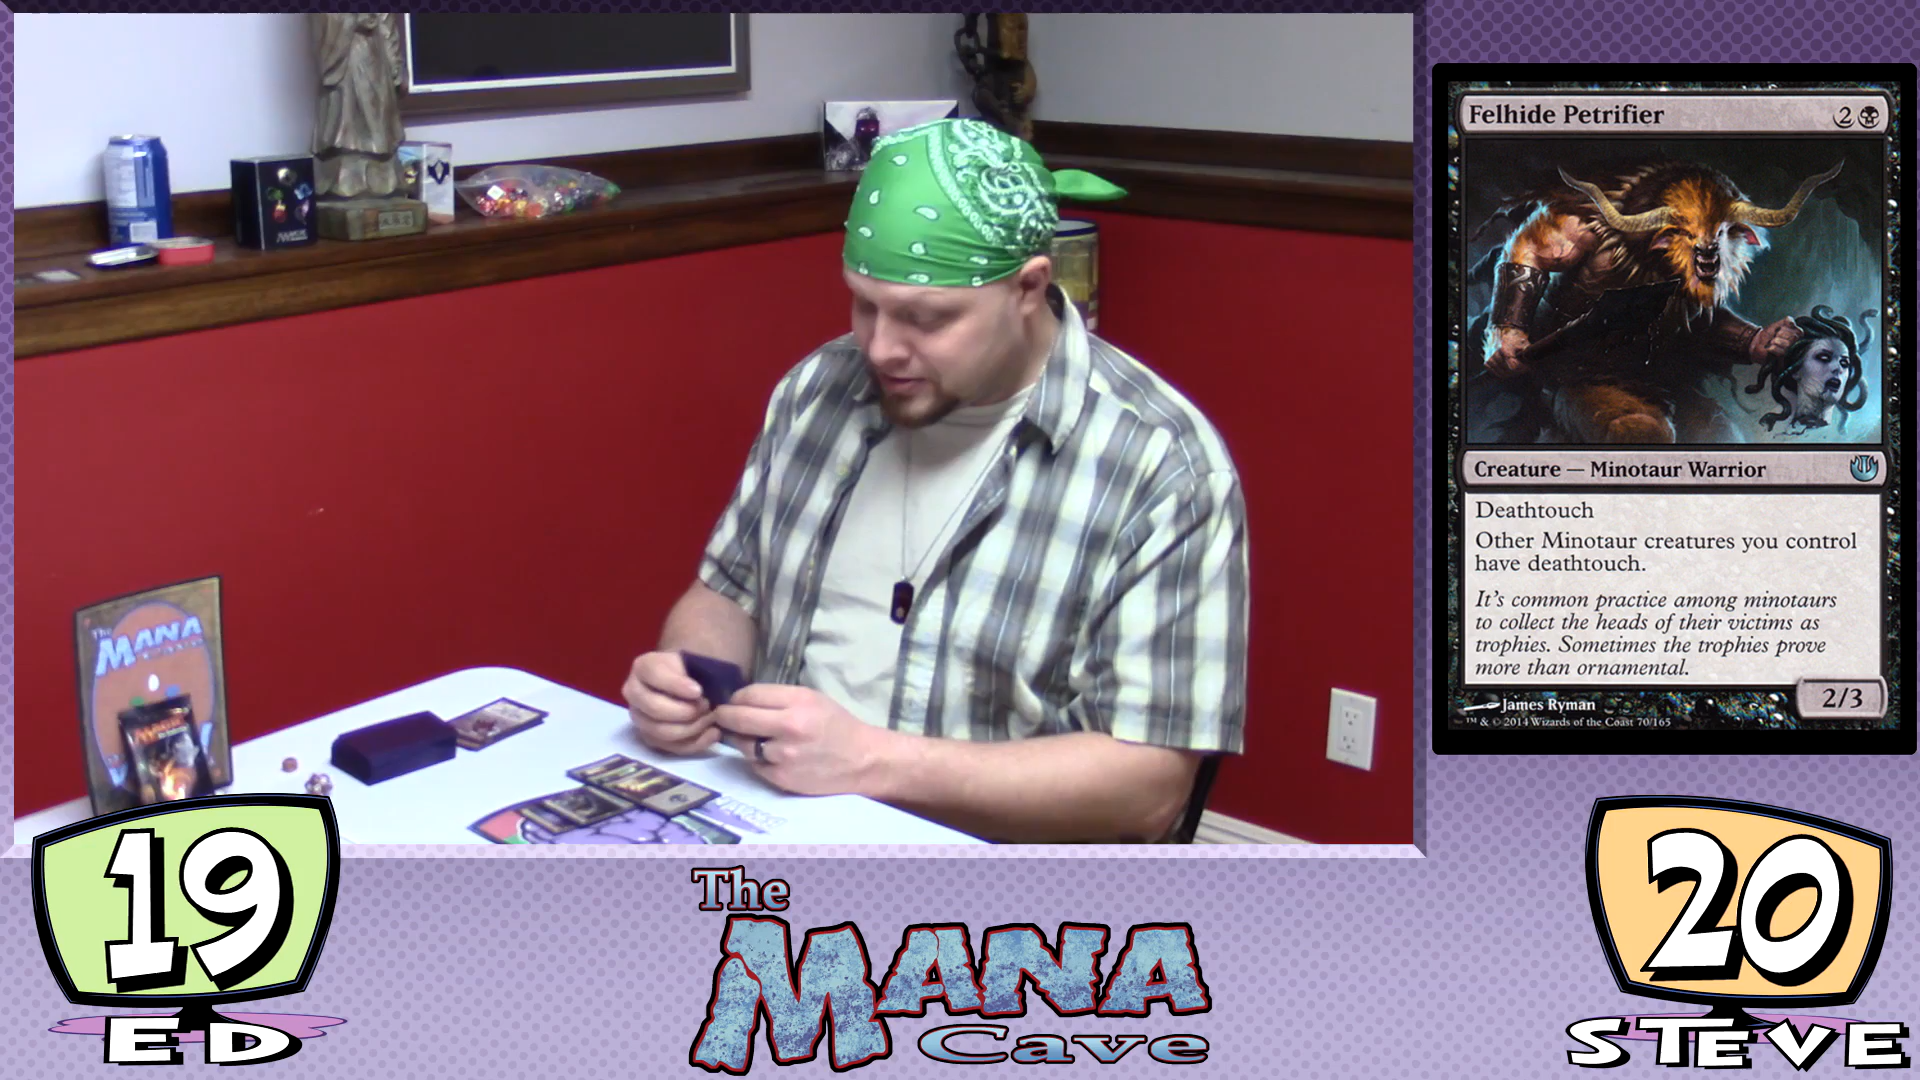 Felhide Petrifier 2
Creature — Minotaur Warrior
Deathtouch
Other Minotaur creatures you control
have deathtouch.
It's common practice among minotaurs
to collect the heads of their victims as
trophies. Sometimes the trophies prove
more than ornamental.
2/3
James Ryman
™ & © 2014 Wizards of the Coast 70/165
The
MANA
19
ED
The
MANA
Cave
20
STEVE